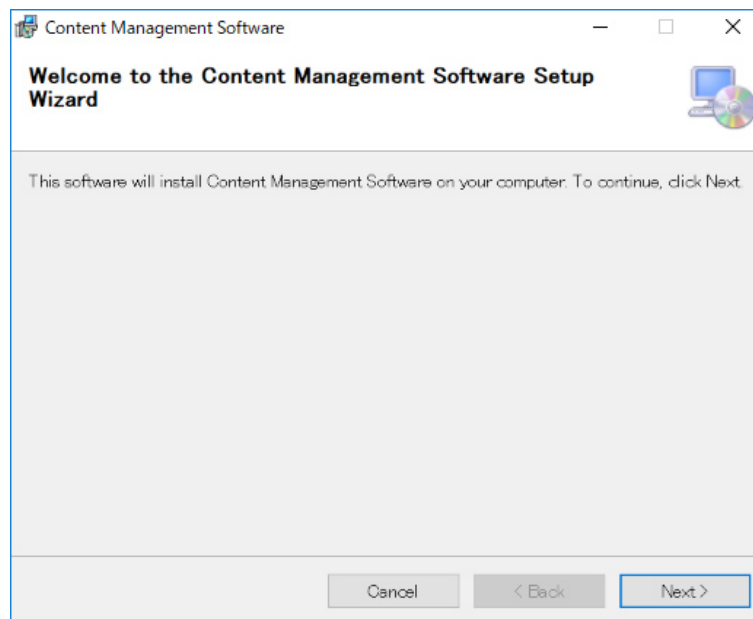 Content Management Software
Welcome to the Content Management Software Setup
Wizard
This software will install Content Management Software on your computer. To continue, click Next.
Cancel
< Back
Next >